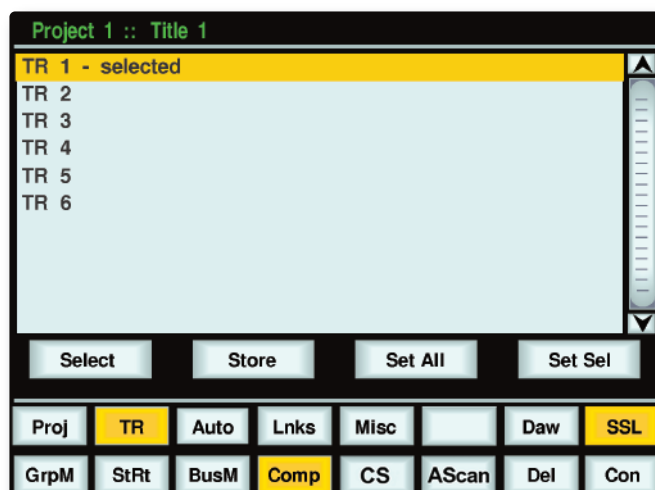 Project 1 :: Title 1
TR 1 - selected
TR 2
TR 3
TR 4
TR 5
TR 6
Select Store Set All Set Sel
Proj TR Auto Lnks Misc Daw SSL
GrpM StRt BusM Comp CS AScan Del Con